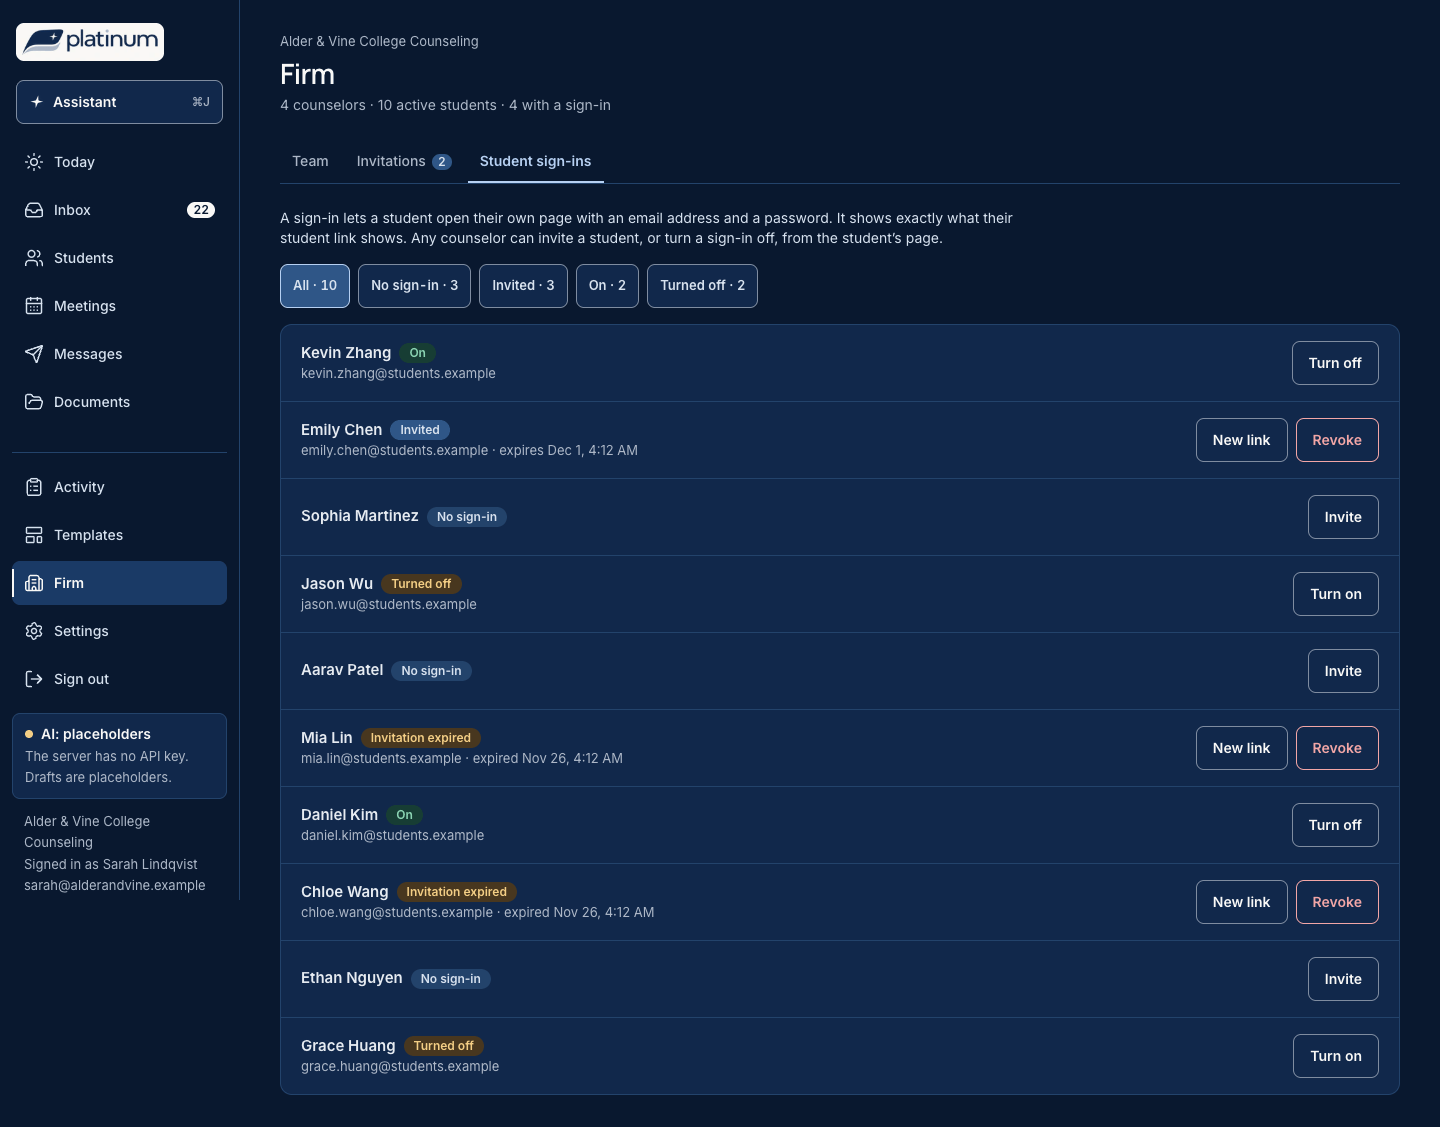 platinum
Assistant ⌘J
Today
Inbox 22
Students
Meetings
Messages
Documents
Activity
Templates
Firm
Settings
Sign out
AI: placeholders
The server has no API key.
Drafts are placeholders.
Alder & Vine College
Counseling
Signed in as Sarah Lindqvist
sarah@alderandvine.example
Alder & Vine College Counseling
Firm
4 counselors · 10 active students · 4 with a sign-in
Team Invitations 2 Student sign-ins
A sign-in lets a student open their own page with an email address and a password. It shows exactly what their
student link shows. Any counselor can invite a student, or turn a sign-in off, from the student’s page.
All · 10 No sign-in · 3 Invited · 3 On · 2 Turned off · 2
Kevin Zhang On
kevin.zhang@students.example
Turn off
Emily Chen Invited
emily.chen@students.example · expires Dec 1, 4:12 AM
New link Revoke
Sophia Martinez No sign-in
Invite
Jason Wu Turned off
jason.wu@students.example
Turn on
Aarav Patel No sign-in
Invite
Mia Lin Invitation expired
mia.lin@students.example · expired Nov 26, 4:12 AM
New link Revoke
Daniel Kim On
daniel.kim@students.example
Turn off
Chloe Wang Invitation expired
chloe.wang@students.example · expired Nov 26, 4:12 AM
New link Revoke
Ethan Nguyen No sign-in
Invite
Grace Huang Turned off
grace.huang@students.example
Turn on